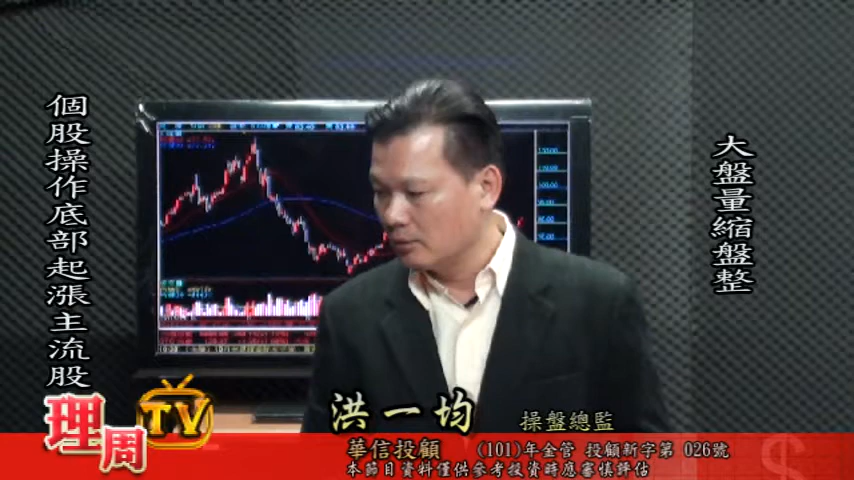 個股操作底部起漲主流股
大盤量縮盤整
理周TV
洪一均 操盤總監
華信投顧 (101)年金管 投顧新字第 026號
本節目資料僅供參考投資時應審慎評估